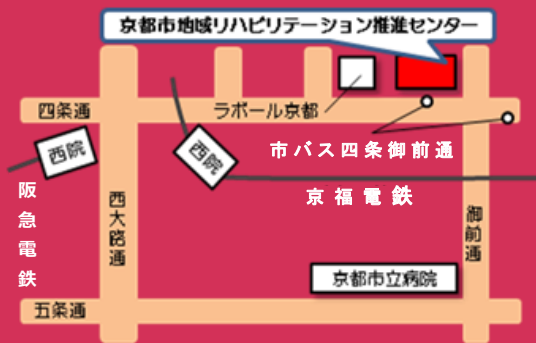 京都市地域リハビリテーション推進センター
四条通
ラボール京都
西院
西院
市バス四条御前通
京福電鉄
阪急電鉄
西大路通
御前通
京都市立病院
五条通